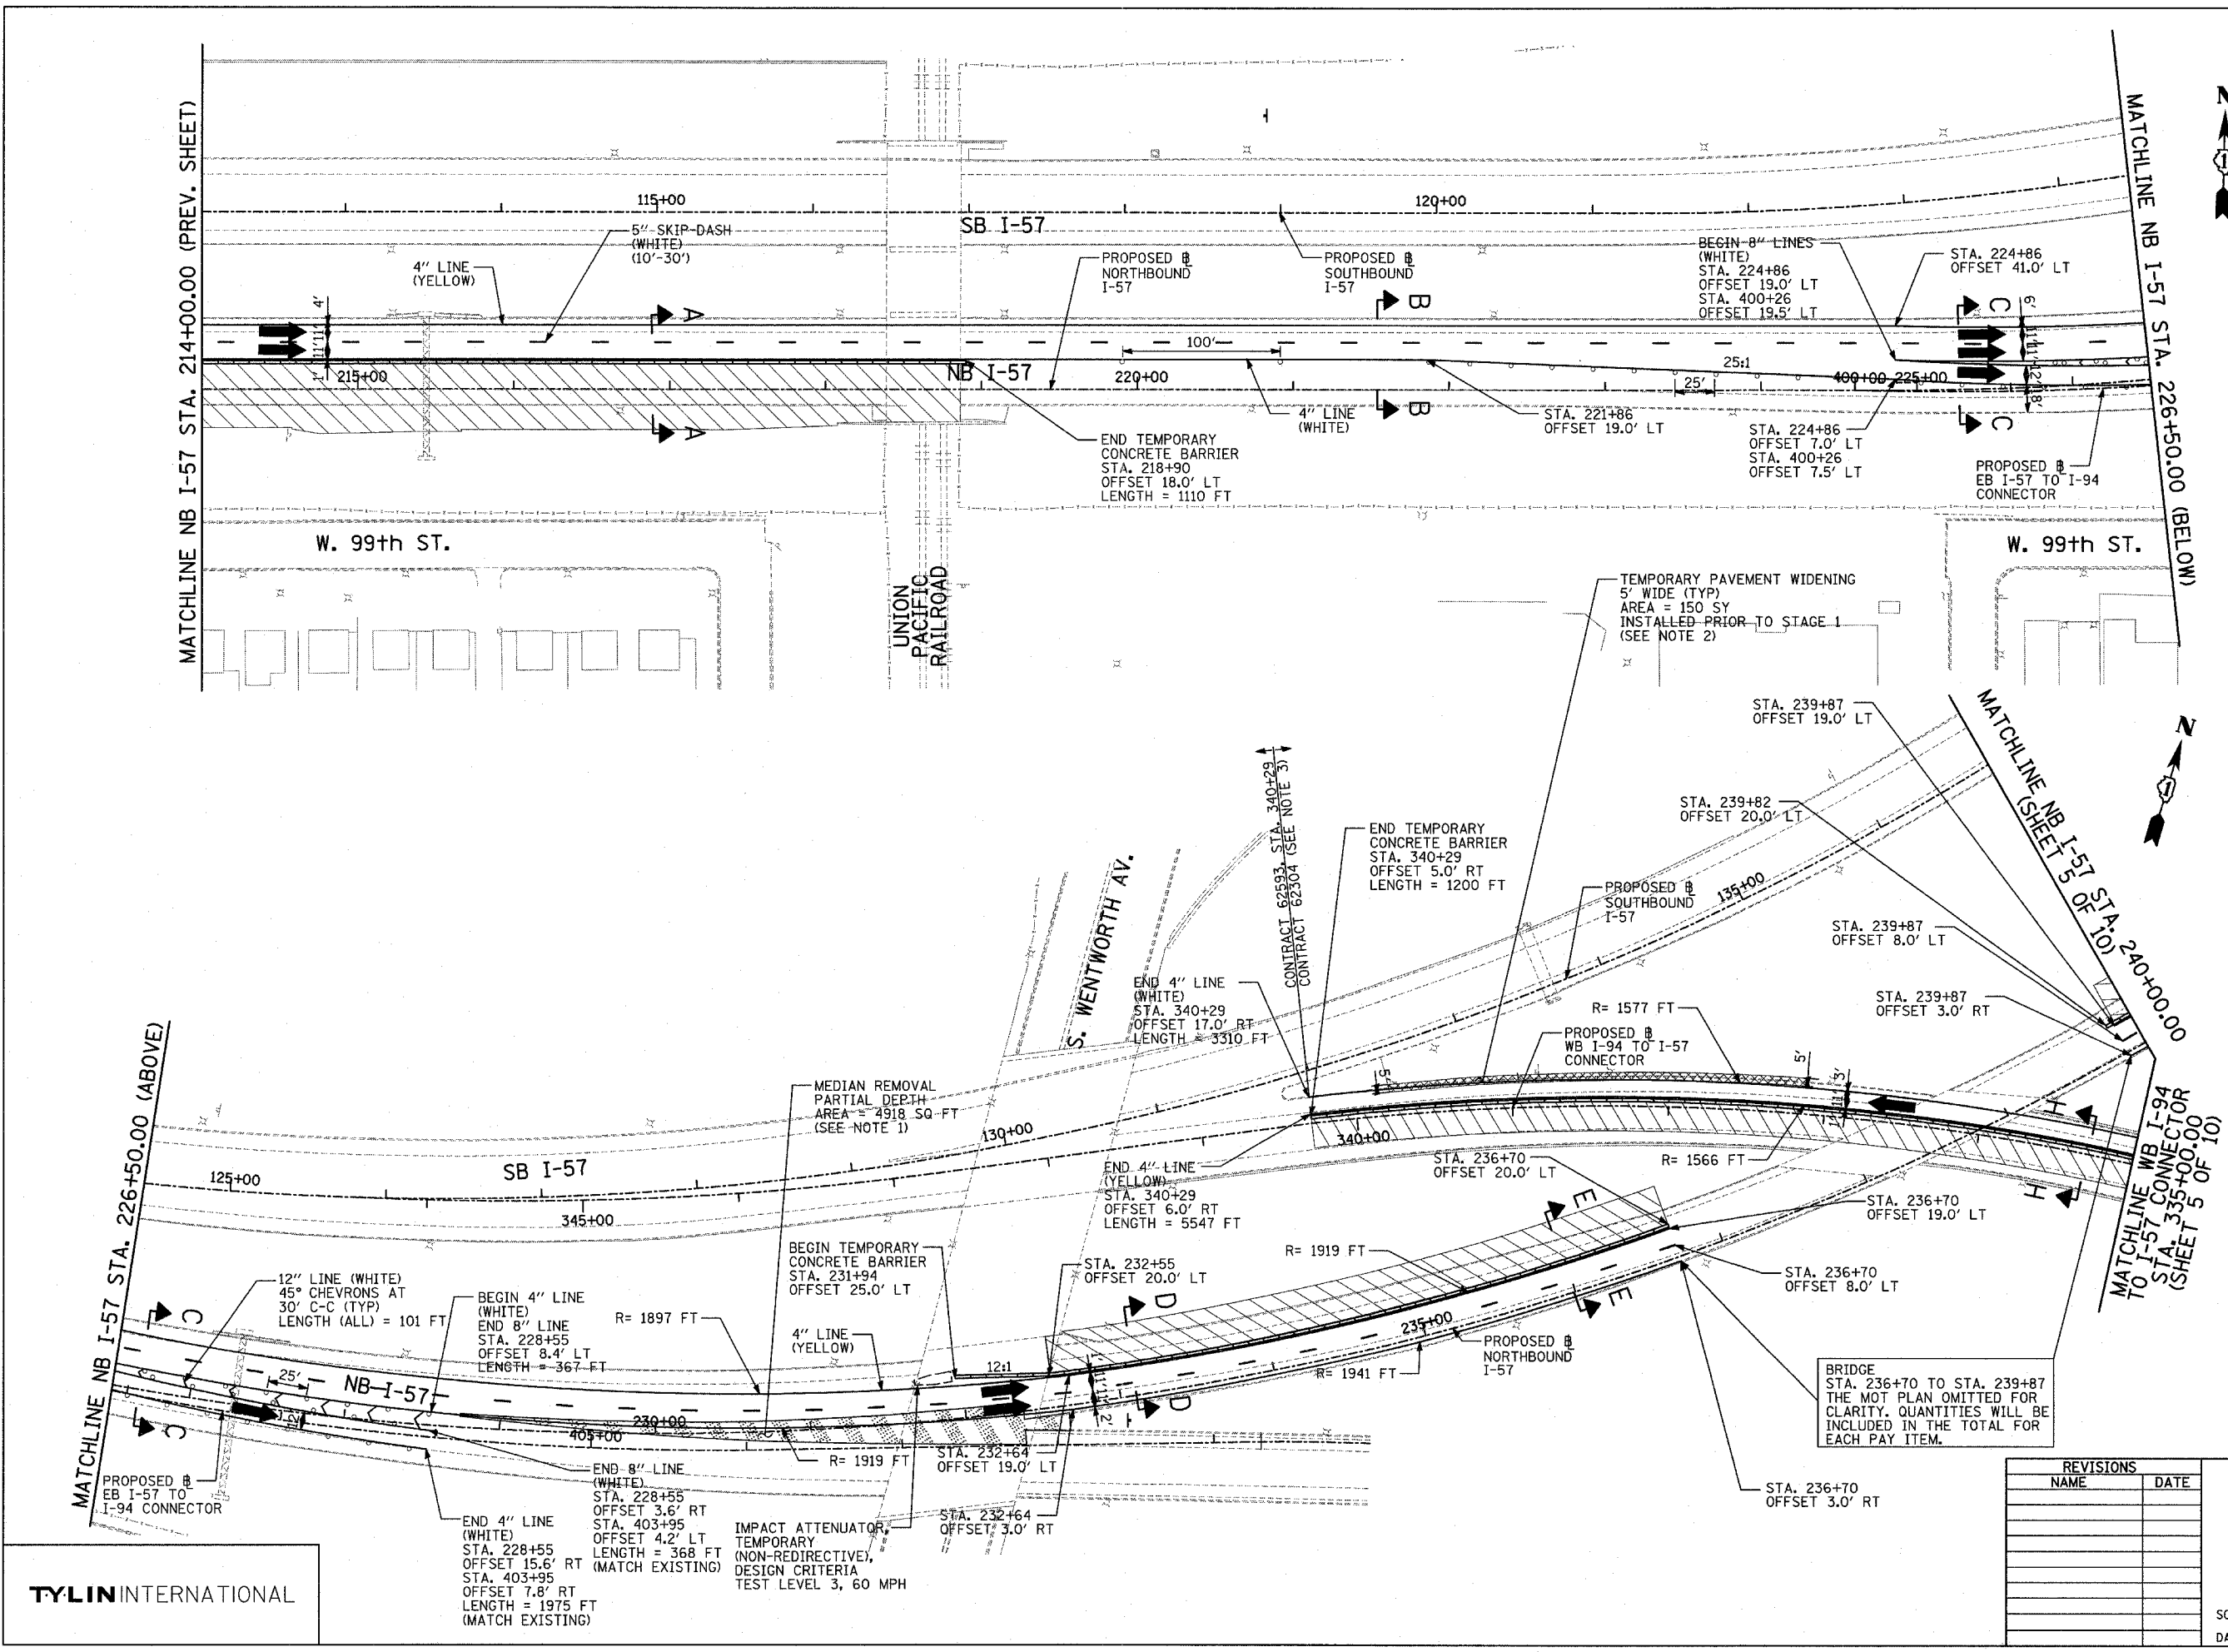 MATCHLINE NB I-57 STA. 214+00.00 (PREV. SHEET)
115+00
120+00
SB I-57
5" SKIP-DASH
(WHITE)
(10'-30')
4" LINE
(YELLOW)
PROPOSED ℄
NORTHBOUND
I-57
PROPOSED ℄
SOUTHBOUND
I-57
BEGIN 8" LINES
(WHITE)
STA. 224+86
OFFSET 19.0' LT
STA. 400+26
OFFSET 19.5' LT
STA. 224+86
OFFSET 41.0' LT
MATCHLINE NB I-57 STA. 226+50.00 (BELOW)
N
4'
11'
11'
1'
A
A
B
B
C
C
6'
11'
11'
12'
8'
100'
25:1
25'
215+00
NB I-57
220+00
400+00
225+00
4" LINE
(WHITE)
STA. 221+86
OFFSET 19.0' LT
STA. 224+86
OFFSET 7.0' LT
STA. 400+26
OFFSET 7.5' LT
END TEMPORARY
CONCRETE BARRIER
STA. 218+90
OFFSET 18.0' LT
LENGTH = 1110 FT
PROPOSED ℄
EB I-57 TO I-94
CONNECTOR
W. 99th ST.
W. 99th ST.
UNION
PACIFIC
RAILROAD
TEMPORARY PAVEMENT WIDENING
5' WIDE (TYP)
AREA = 150 SY
INSTALLED PRIOR TO STAGE 1
(SEE NOTE 2)
STA. 239+87
OFFSET 19.0' LT
MATCHLINE NB I-57 STA. 240+00.00
(SHEET 5 OF 10)
N
STA. 239+82
OFFSET 20.0' LT
CONTRACT 62593, STA. 340+29
CONTRACT 62304 (SEE NOTE 3)
END TEMPORARY
CONCRETE BARRIER
STA. 340+29
OFFSET 5.0' RT
LENGTH = 1200 FT
PROPOSED ℄
SOUTHBOUND
I-57
135+00
STA. 239+87
OFFSET 8.0' LT
S. WENTWORTH AV.
END 4" LINE
(WHITE)
STA. 340+29
OFFSET 17.0' RT
LENGTH = 3310 FT
R= 1577 FT
STA. 239+87
OFFSET 3.0' RT
PROPOSED ℄
WB I-94 TO I-57
CONNECTOR
5'
5'
3'
11'
1'
H
H
MATCHLINE NB I-57 STA. 226+50.00 (ABOVE)
MEDIAN REMOVAL
PARTIAL DEPTH
AREA = 4918 SQ FT
(SEE NOTE 1)
130+00
340+00
SB I-57
125+00
345+00
END 4" LINE
(YELLOW)
STA. 340+29
OFFSET 6.0' RT
LENGTH = 5547 FT
STA. 236+70
OFFSET 20.0' LT
R= 1566 FT
STA. 236+70
OFFSET 19.0' LT
MATCHLINE WB I-94
TO I-57 CONNECTOR
STA. 335+00.00
(SHEET 5 OF 10)
12" LINE (WHITE)
45° CHEVRONS AT
30' C-C (TYP)
LENGTH (ALL) = 101 FT
BEGIN 4" LINE
(WHITE)
END 8" LINE
STA. 228+55
OFFSET 8.4' LT
LENGTH = 367 FT
R= 1897 FT
BEGIN TEMPORARY
CONCRETE BARRIER
STA. 231+94
OFFSET 25.0' LT
4" LINE
(YELLOW)
STA. 232+55
OFFSET 20.0' LT
R= 1919 FT
E
E
STA. 236+70
OFFSET 8.0' LT
12:1
D
D
1'
11'
11'
2'
C
C
25'
12'
NB I-57
230+00
405+00
235+00
PROPOSED ℄
NORTHBOUND
I-57
R= 1941 FT
BRIDGE
STA. 236+70 TO STA. 239+87
THE MOT PLAN OMITTED FOR
CLARITY. QUANTITIES WILL BE
INCLUDED IN THE TOTAL FOR
EACH PAY ITEM.
R= 1919 FT
STA. 232+64
OFFSET 19.0' LT
PROPOSED ℄
EB I-57 TO
I-94 CONNECTOR
END 8" LINE
(WHITE)
STA. 228+55
OFFSET 3.6' RT
STA. 403+95
OFFSET 4.2' LT
LENGTH = 368 FT
(MATCH EXISTING)
END 4" LINE
(WHITE)
STA. 228+55
OFFSET 15.6' RT
STA. 403+95
OFFSET 7.8' RT
LENGTH = 1975 FT
(MATCH EXISTING)
IMPACT ATTENUATOR,
TEMPORARY
(NON-REDIRECTIVE),
DESIGN CRITERIA
TEST LEVEL 3, 60 MPH
STA. 232+64
OFFSET 3.0' RT
STA. 236+70
OFFSET 3.0' RT
REVISIONS
NAME DATE
TYLIN INTERNATIONAL